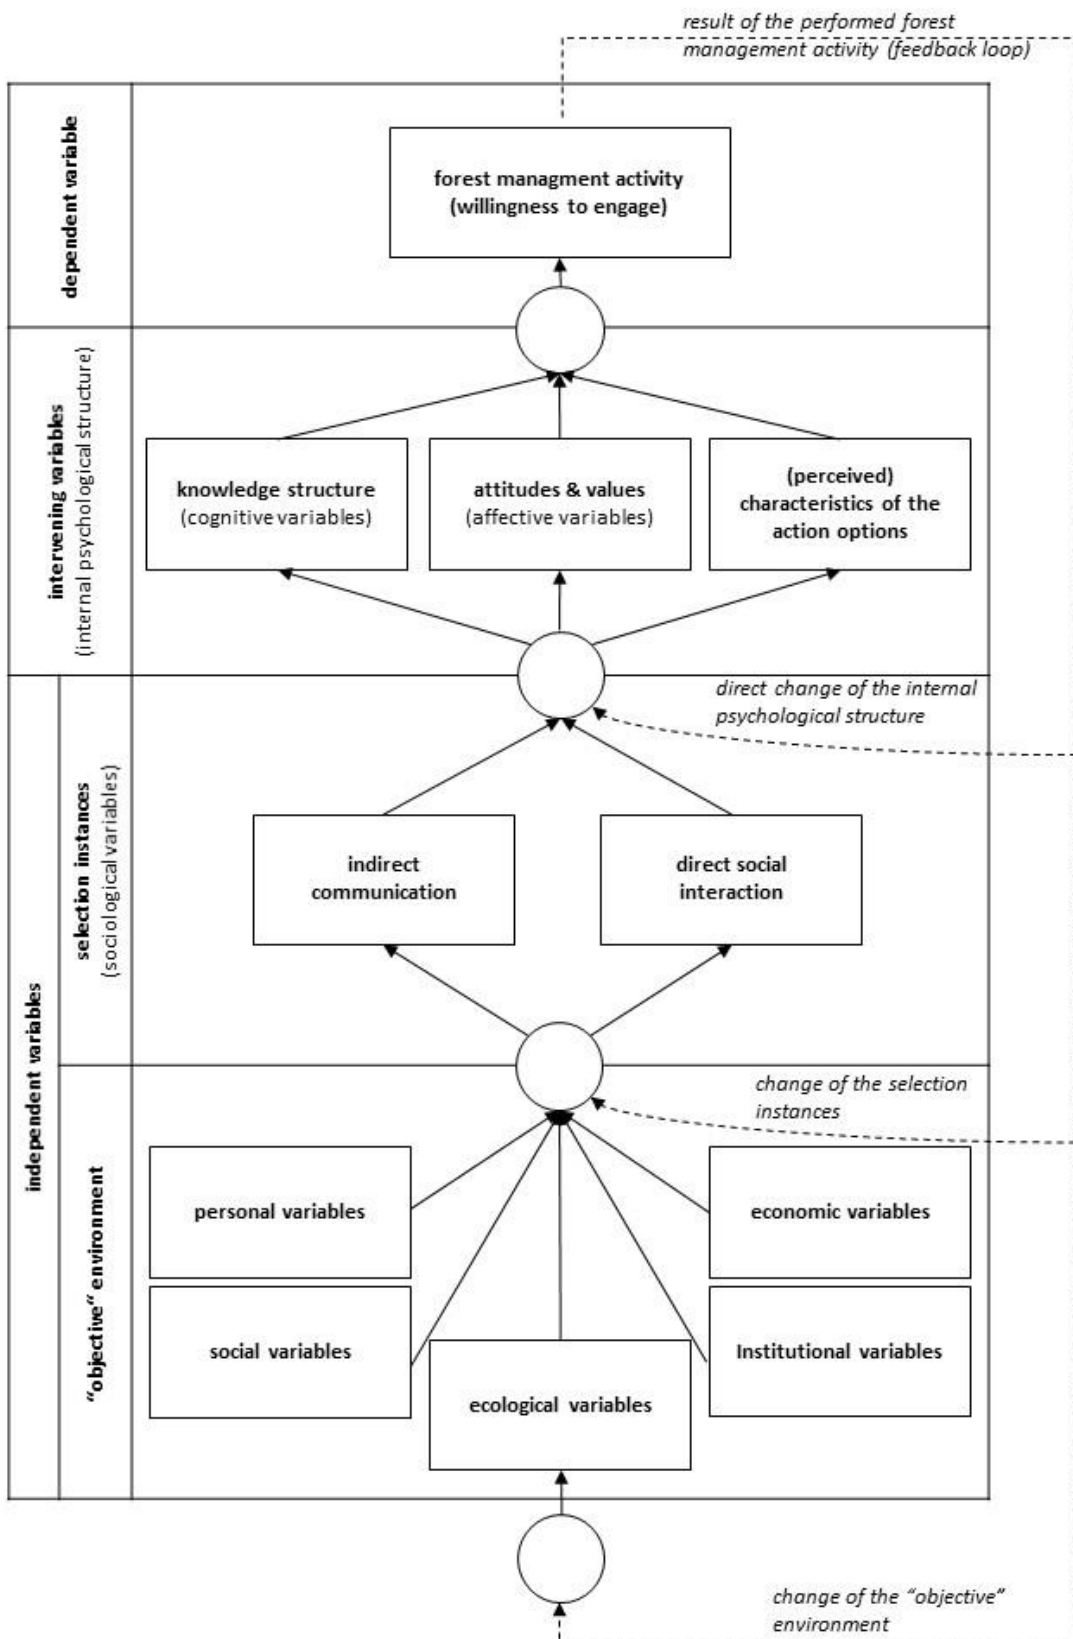 result of the performed forest
management activity (feedback loop)
dependent variable
forest managment activity
(willingness to engage)
intervening variables
(internal psychological structure)
knowledge structure
(cognitive variables)
attitudes & values
(affective variables)
(perceived)
characteristics of the
action options
direct change of the internal
psychological structure
independent variables
selection instances
(sociological variables)
indirect
communication
direct social
interaction
change of the selection
instances
"objective“ environment
personal variables
economic variables
social variables
Institutional variables
ecological variables
change of the “objective”
environment